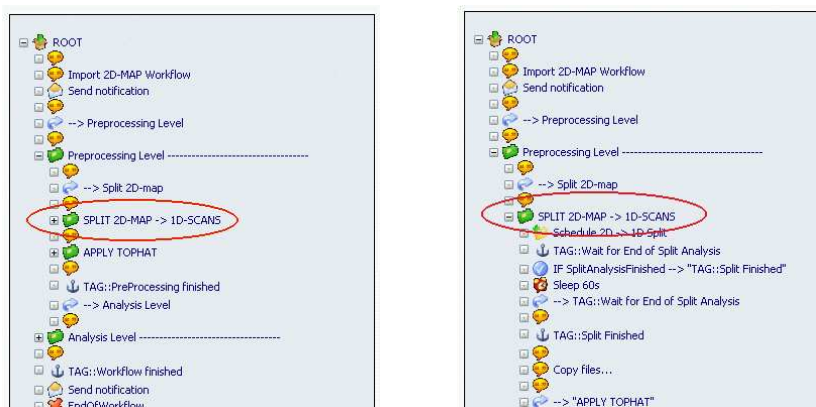 ROOT
Import 2D-MAP Workflow
Send notification
--> Preprocessing Level
Preprocessing Level -----------------------------------
--> Split 2D-map
SPLIT 2D-MAP -> 1D-SCANS
APPLY TOPHAT
TAG::PreProcessing finished
--> Analysis Level
Analysis Level -----------------------------------
TAG::Workflow finished
Send notification
EndOfWorkflow
ROOT
Import 2D-MAP Workflow
Send notification
--> Preprocessing Level
Preprocessing Level -----------------------------------
--> Split 2D-map
SPLIT 2D-MAP -> 1D-SCANS
Schedule 2D -> 1D Split
TAG::Wait for End of Split Analysis
IF SplitAnalysisFinished --> "TAG::Split Finished"
Sleep 60s
--> TAG::Wait for End of Split Analysis
TAG::Split Finished
Copy files...
--> "APPLY TOPHAT"